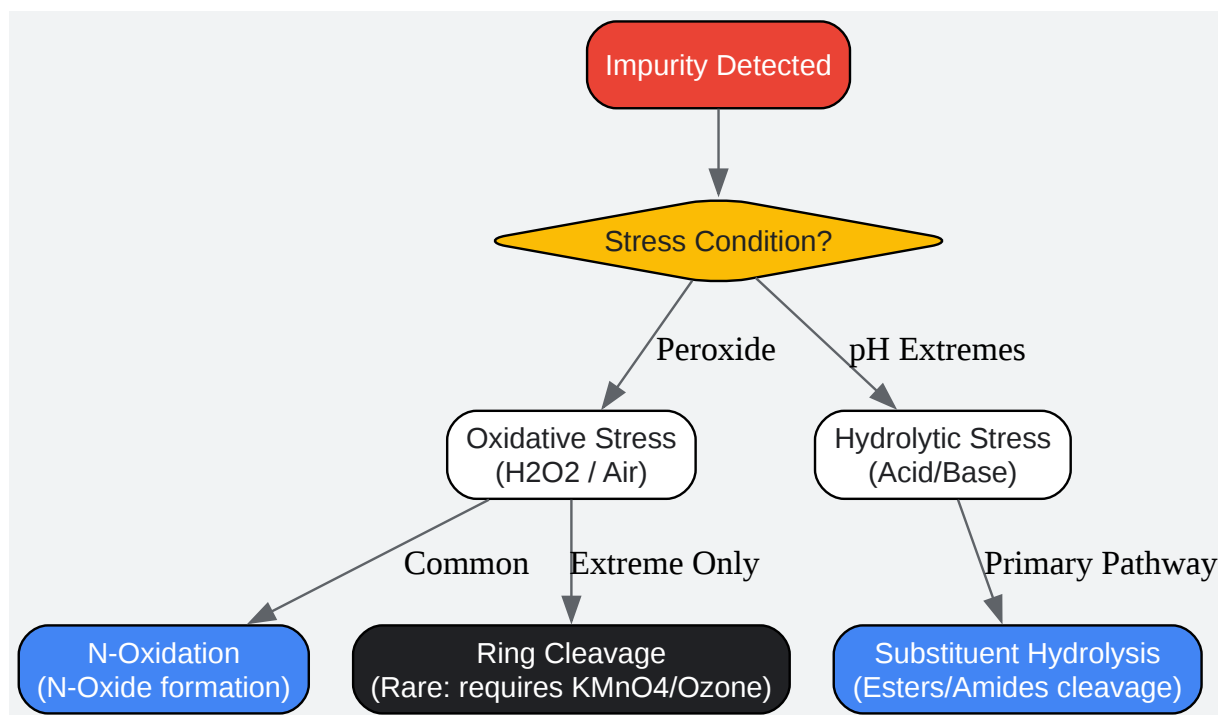 Impurity Detected
Stress Condition?
Peroxide
pH Extremes
Oxidative Stress
(H2O2 / Air)
Hydrolytic Stress
(Acid/Base)
Common
Extreme Only
Primary Pathway
N-Oxidation
(N-Oxide formation)
Ring Cleavage
(Rare: requires KMnO4/Ozone)
Substituent Hydrolysis
(Esters/Amides cleavage)